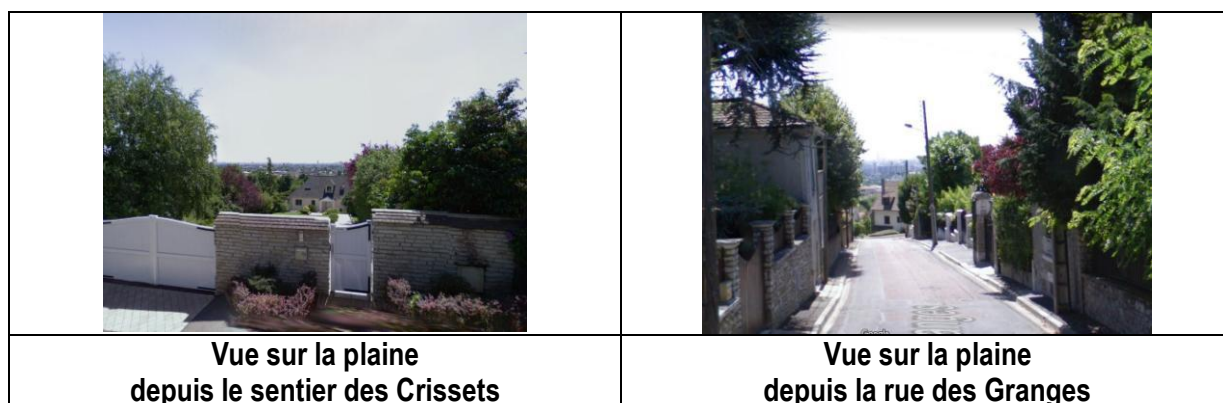 Vue sur la plaine
depuis le sentier des Crissets
Vue sur la plaine
depuis la rue des Granges